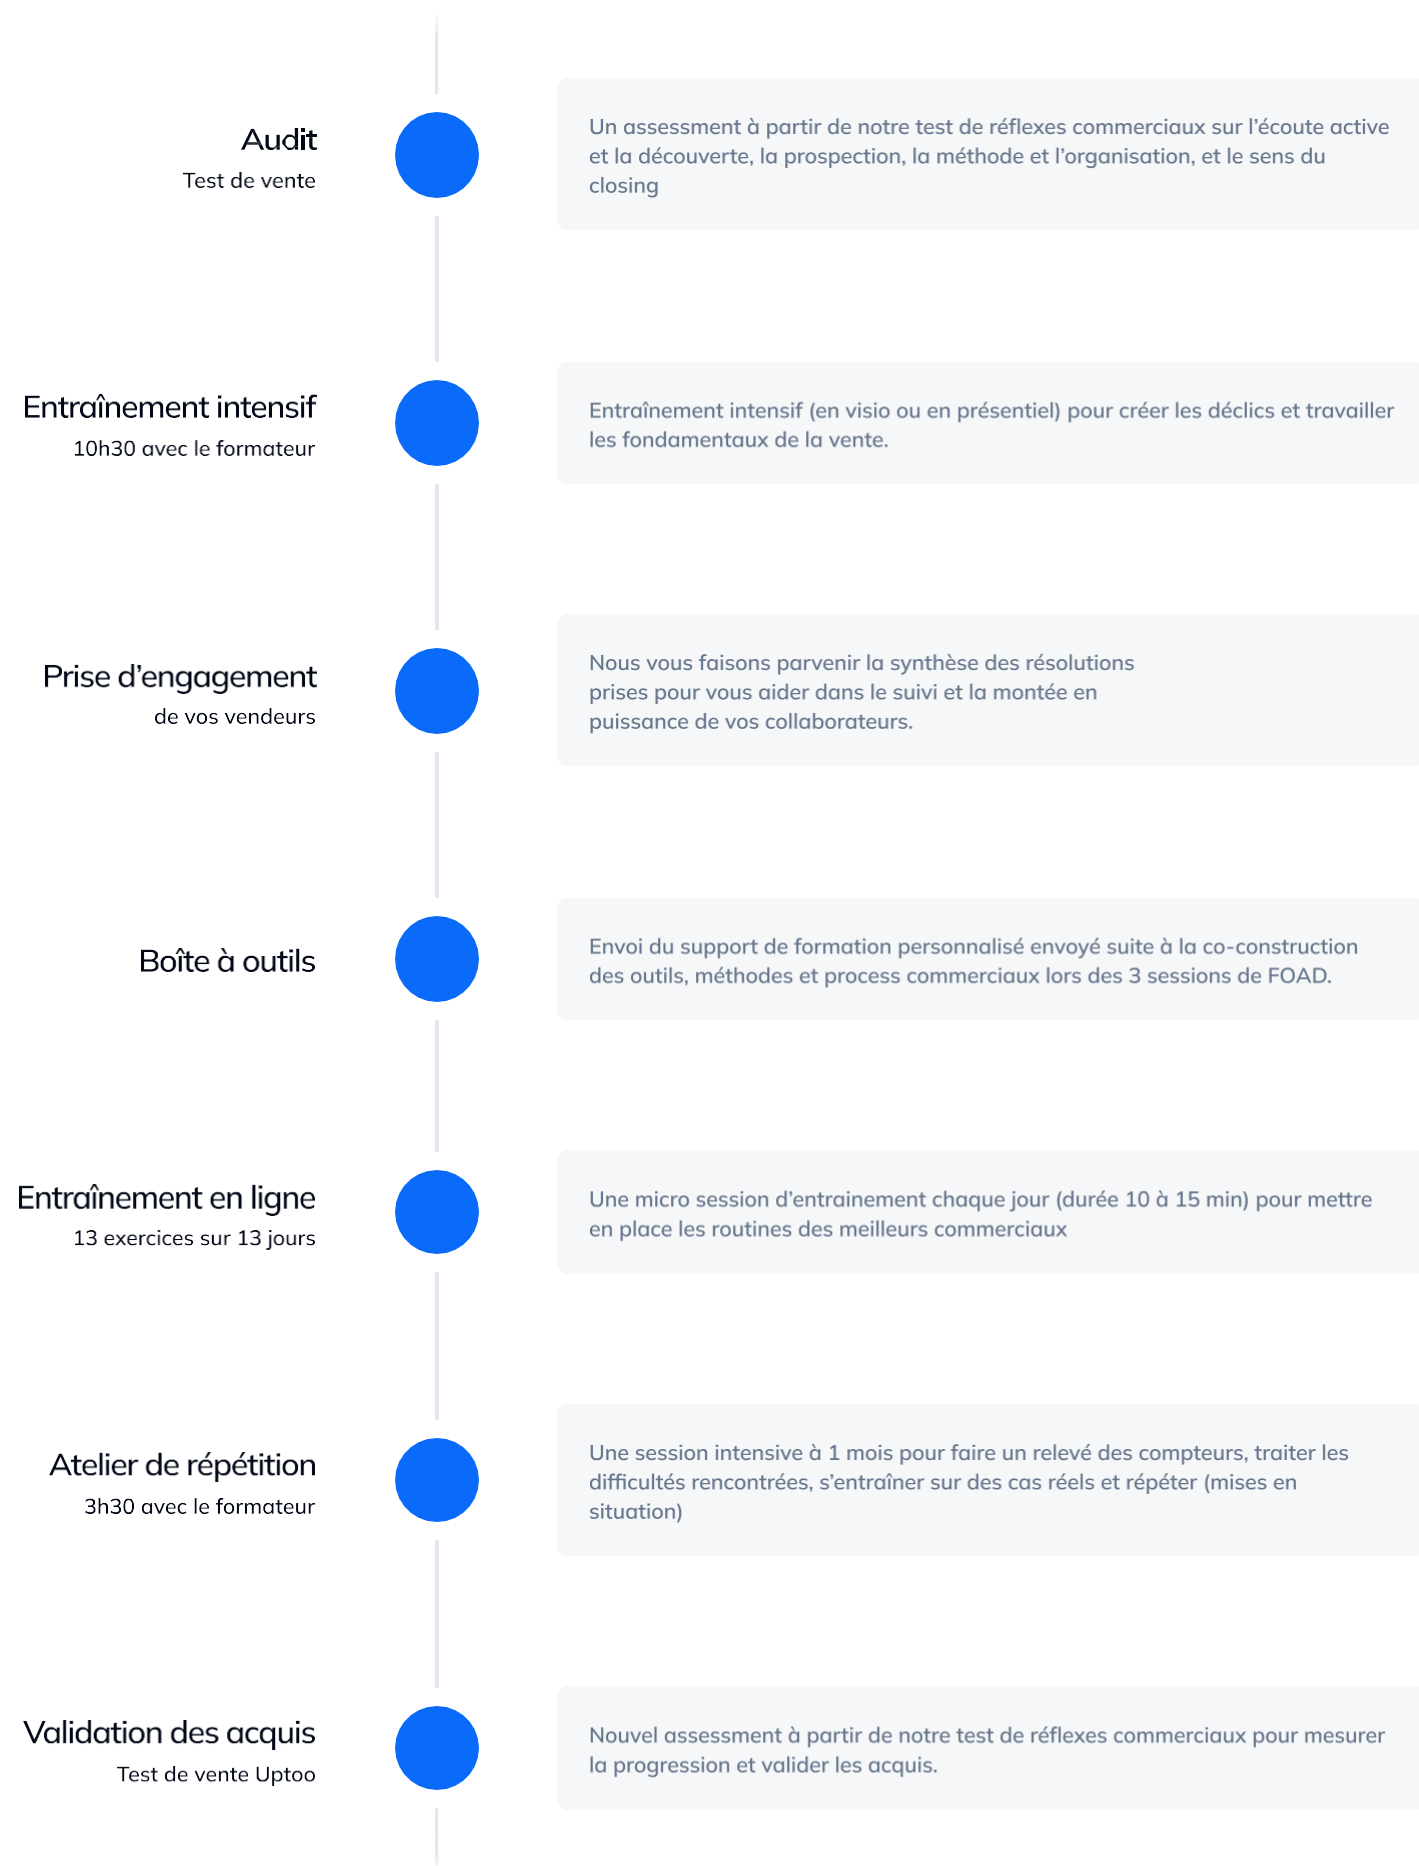 Audit
Test de vente
Un assessment à partir de notre test de réflexes commerciaux sur l’écoute active
et la découverte, la prospection, la méthode et l’organisation, et le sens du
closing
Entraînement intensif
10h30 avec le formateur
Entraînement intensif (en visio ou en présentiel) pour créer les déclics et travailler
les fondamentaux de la vente.
Prise d’engagement
de vos vendeurs
Nous vous faisons parvenir la synthèse des résolutions
prises pour vous aider dans le suivi et la montée en
puissance de vos collaborateurs.
Boîte à outils
Envoi du support de formation personnalisé envoyé suite à la co-construction
des outils, méthodes et process commerciaux lors des 3 sessions de FOAD.
Entraînement en ligne
13 exercices sur 13 jours
Une micro session d’entrainement chaque jour (durée 10 à 15 min) pour mettre
en place les routines des meilleurs commerciaux
Atelier de répétition
3h30 avec le formateur
Une session intensive à 1 mois pour faire un relevé des compteurs, traiter les
difficultés rencontrées, s’entraîner sur des cas réels et répéter (mises en
situation)
Validation des acquis
Test de vente Uptoo
Nouvel assessment à partir de notre test de réflexes commerciaux pour mesurer
la progression et valider les acquis.